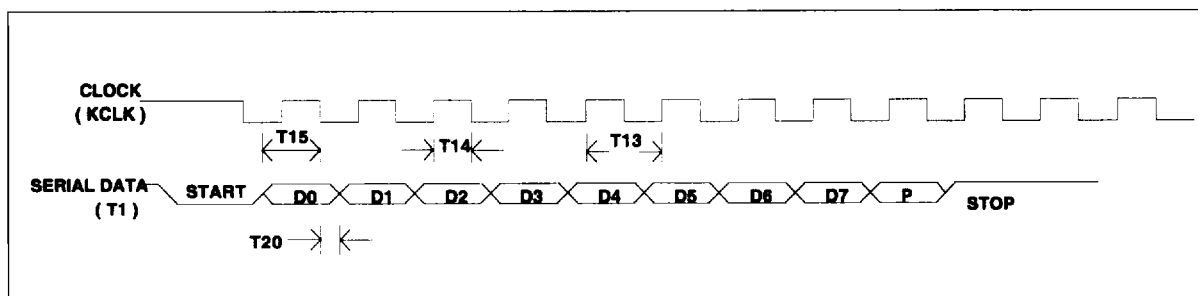 CLOCK
( KCLK )
T15
T14
T13
SERIAL DATA
( T1 )
START
D0
D1
D2
D3
D4
D5
D6
D7
P
STOP
T20